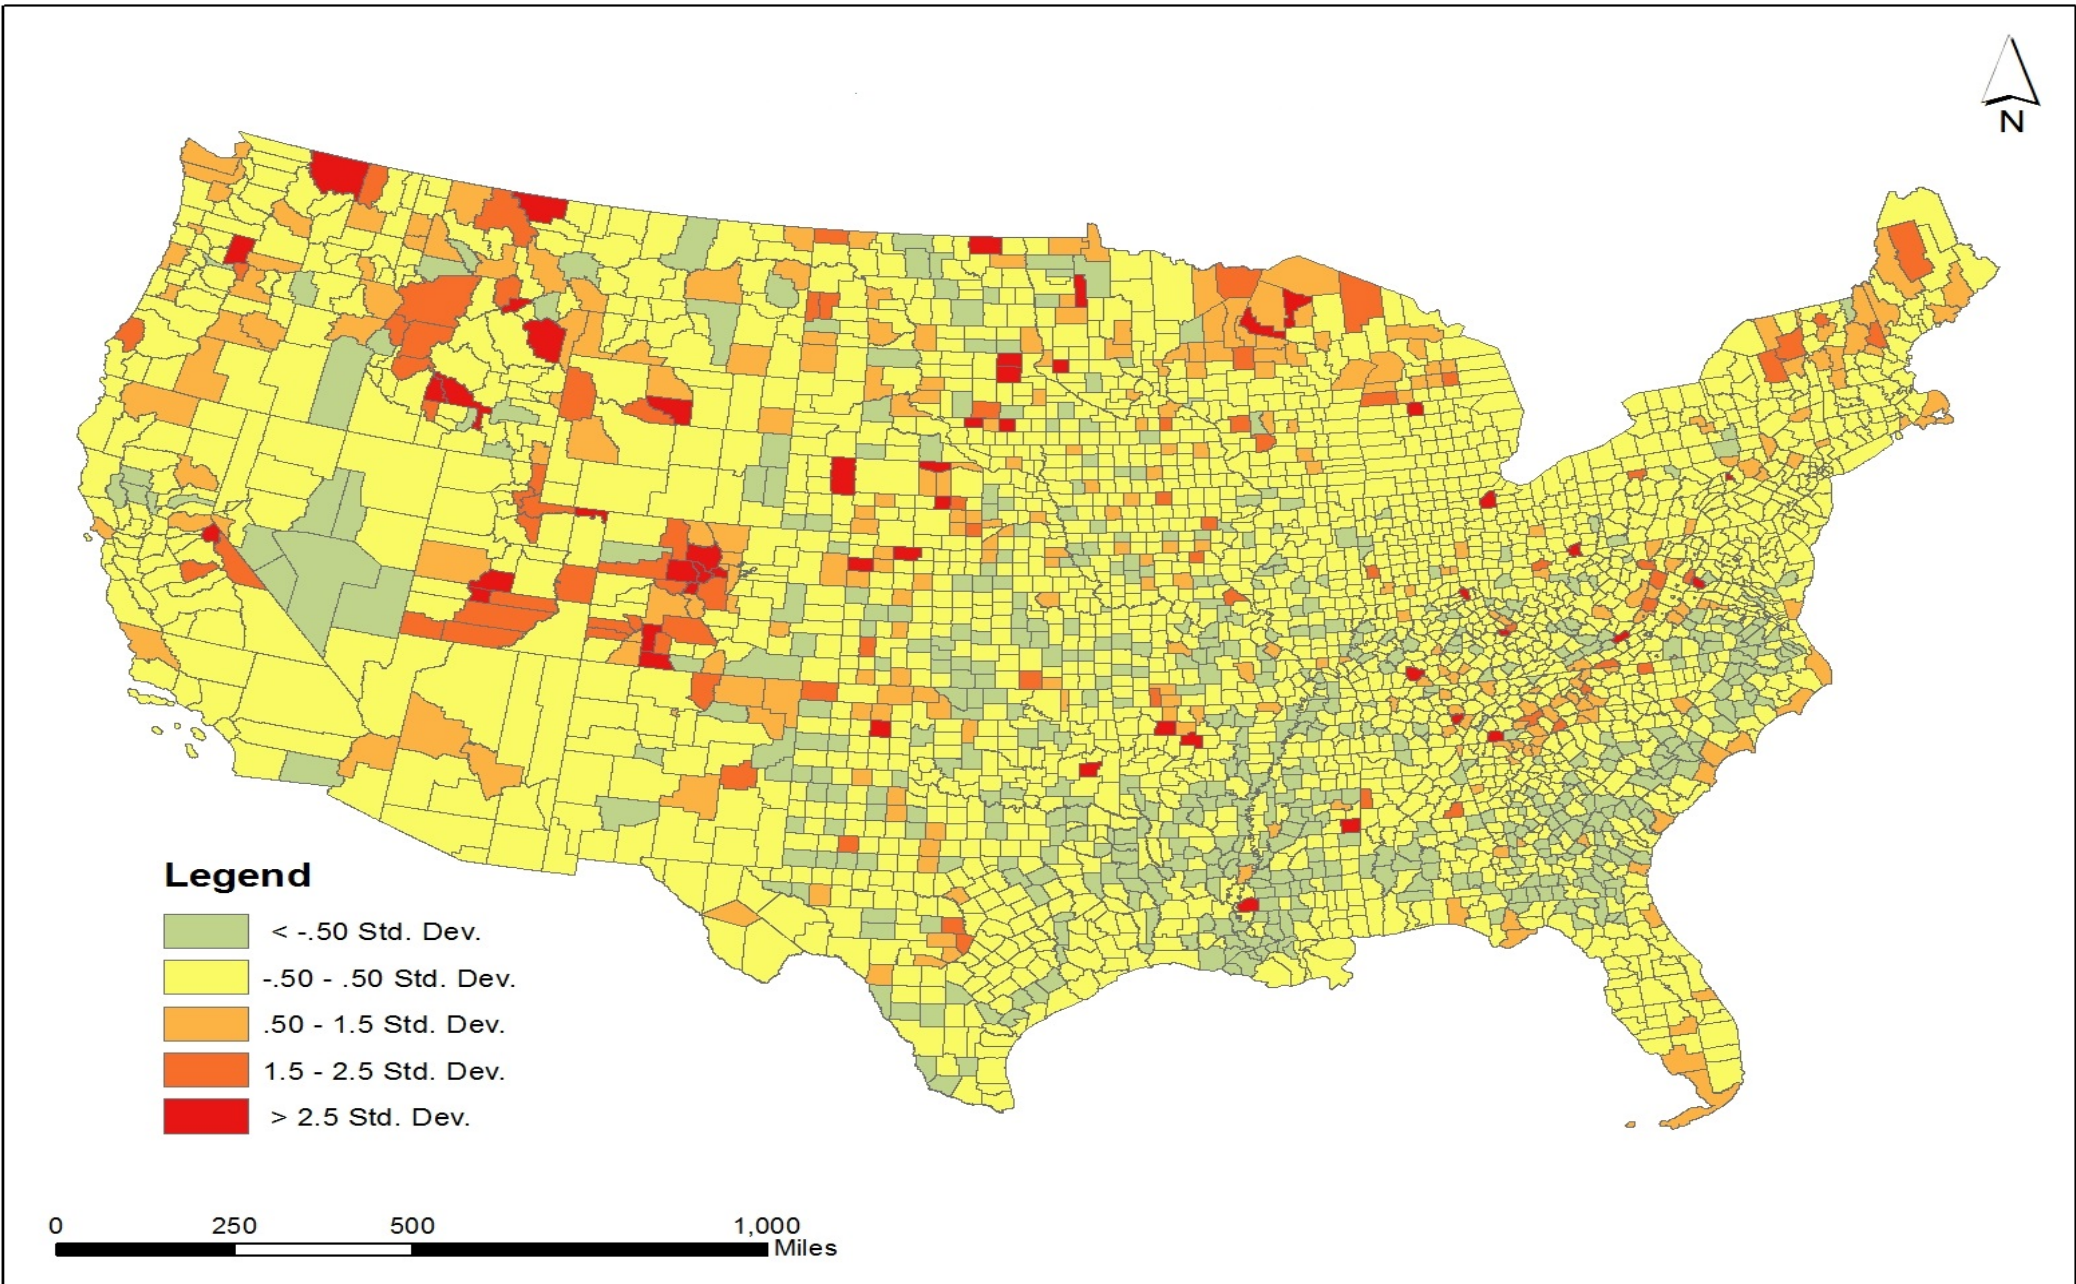 N
Legend
< -.50 Std. Dev.
-.50 - .50 Std. Dev.
.50 - 1.5 Std. Dev.
1.5 - 2.5 Std. Dev.
> 2.5 Std. Dev.
0 250 500 1,000
Miles